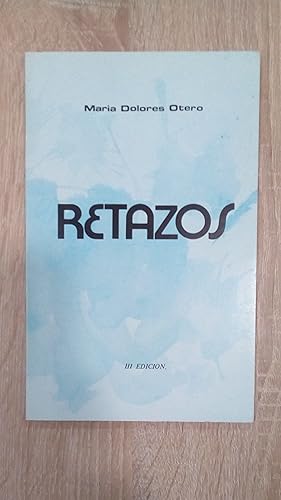 Maria Dolores Otero
RETAZOS
III EDICION.